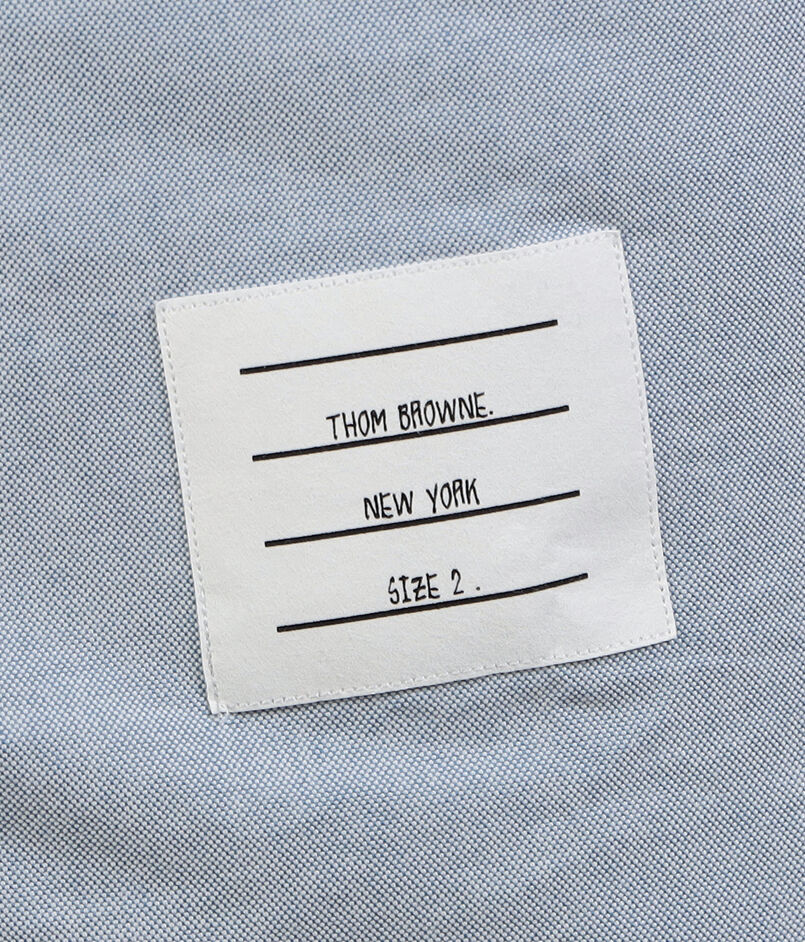 THOM BROWNE.
NEW YORK
SIZE 2 .